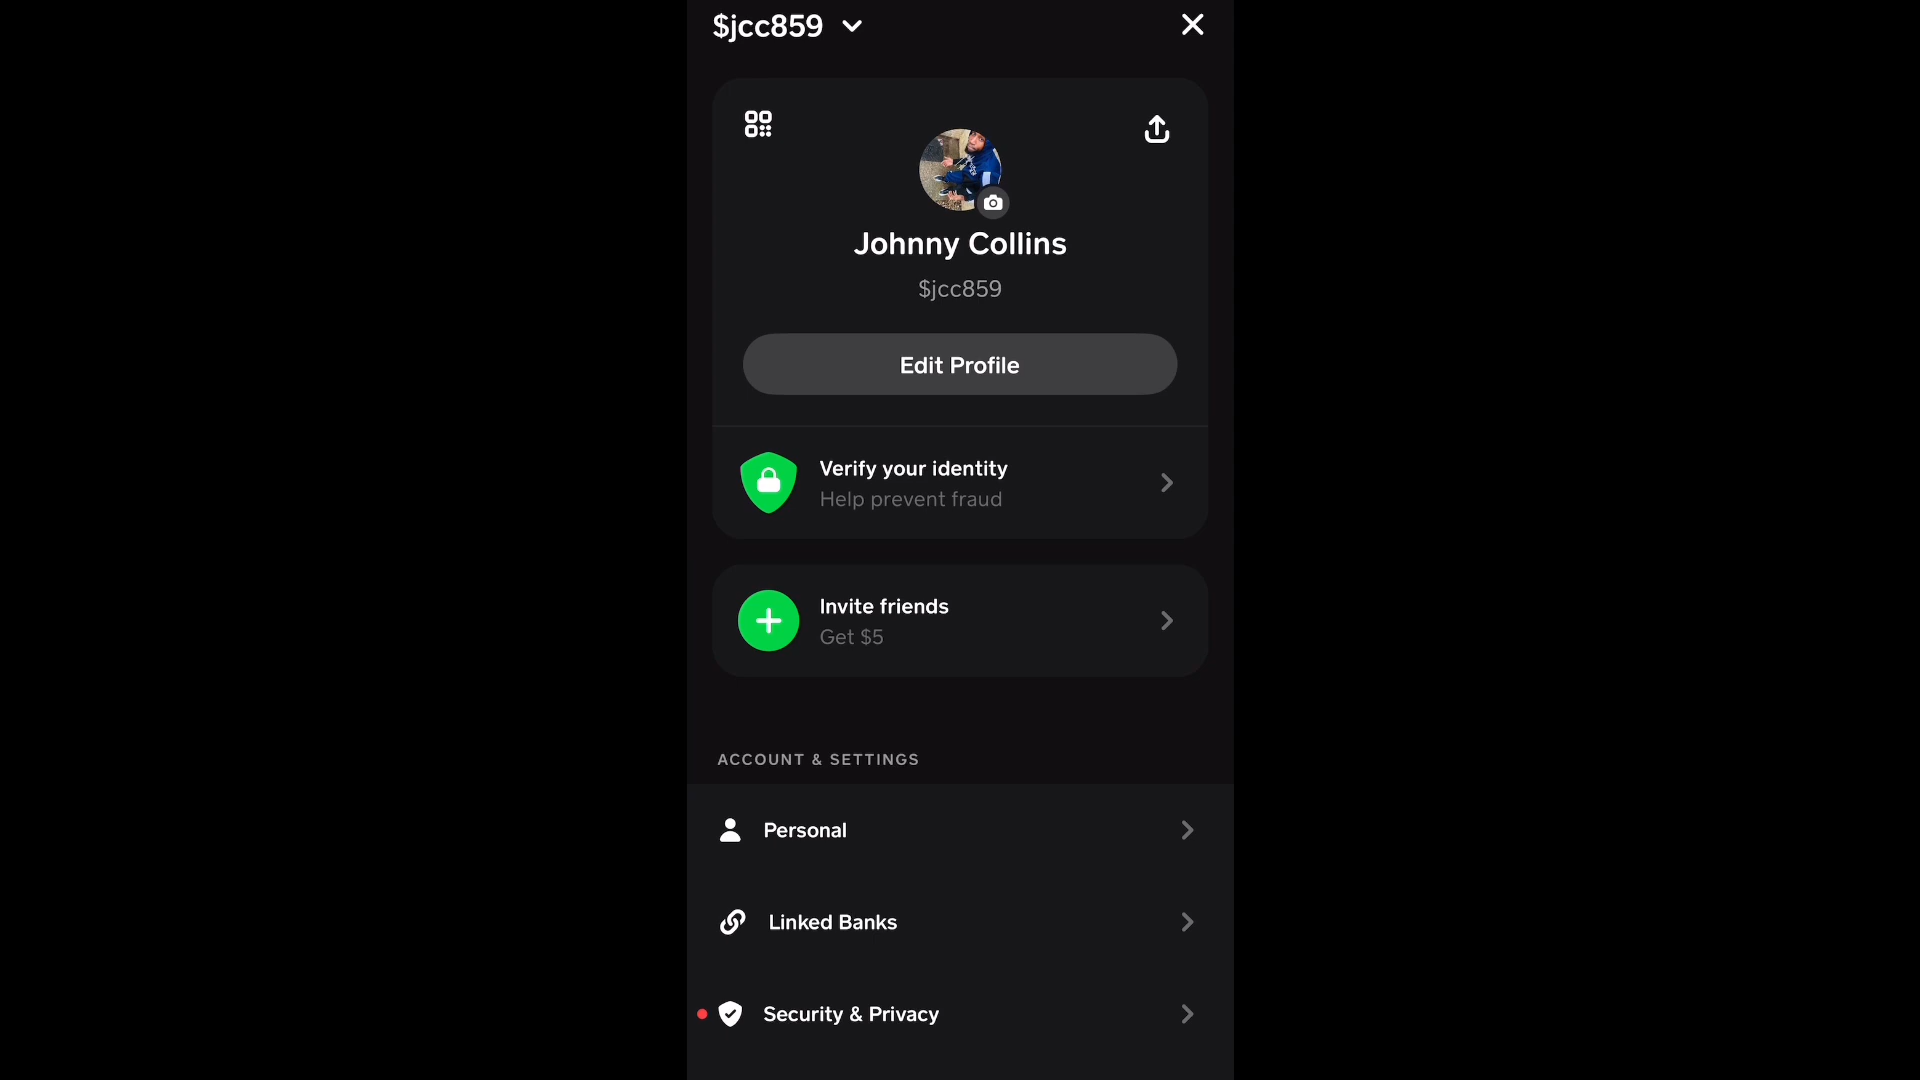 $jcc859
Johnny Collins
$jcc859
Edit Profile
Verify your identity
Help prevent fraud
Invite friends
Get $5
ACCOUNT & SETTINGS
Personal
Linked Banks
Security & Privacy